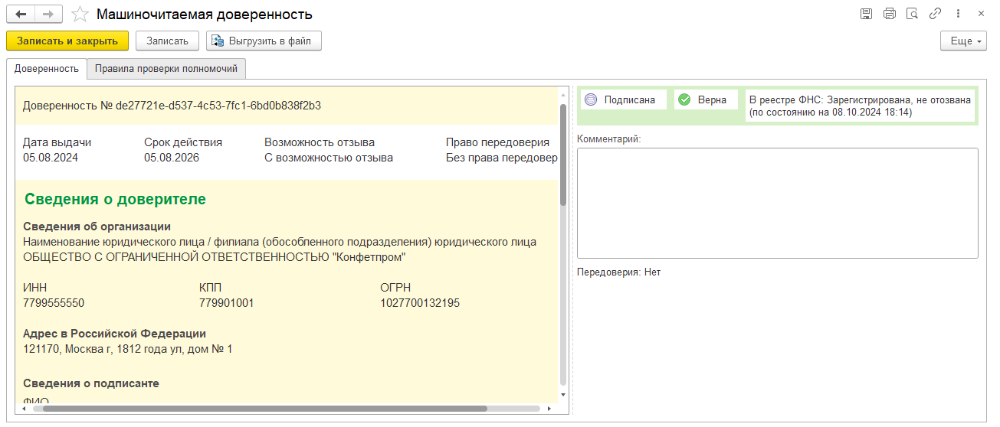 Машиночитаемая доверенность
Записать и закрыть
Записать
Выгрузить в файл
Еще
Доверенность
Правила проверки полномочий
Доверенность № de27721e-d537-4c53-7fc1-6bd0b838f2b3
Дата выдачи Срок действия Возможность отзыва Право передоверия
05.08.2024 05.08.2026 С возможностью отзыва Без права передовер
Сведения о доверителе
Сведения об организации
Наименование юридического лица / филиала (обособленного подразделения) юридического лица
ОБЩЕСТВО С ОГРАНИЧЕННОЙ ОТВЕТСТВЕННОСТЬЮ "Конфетпром"
ИНН КПП ОГРН
7799555550 779901001 1027700132195
Адрес в Российской Федерации
121170, Москва г, 1812 года ул, дом № 1
Сведения о подписанте
ФИО
Подписана
Верна
В реестре ФНС: Зарегистрирована, не отозвана
(по состоянию на 08.10.2024 18:14)
Комментарий:
Передоверия: Нет